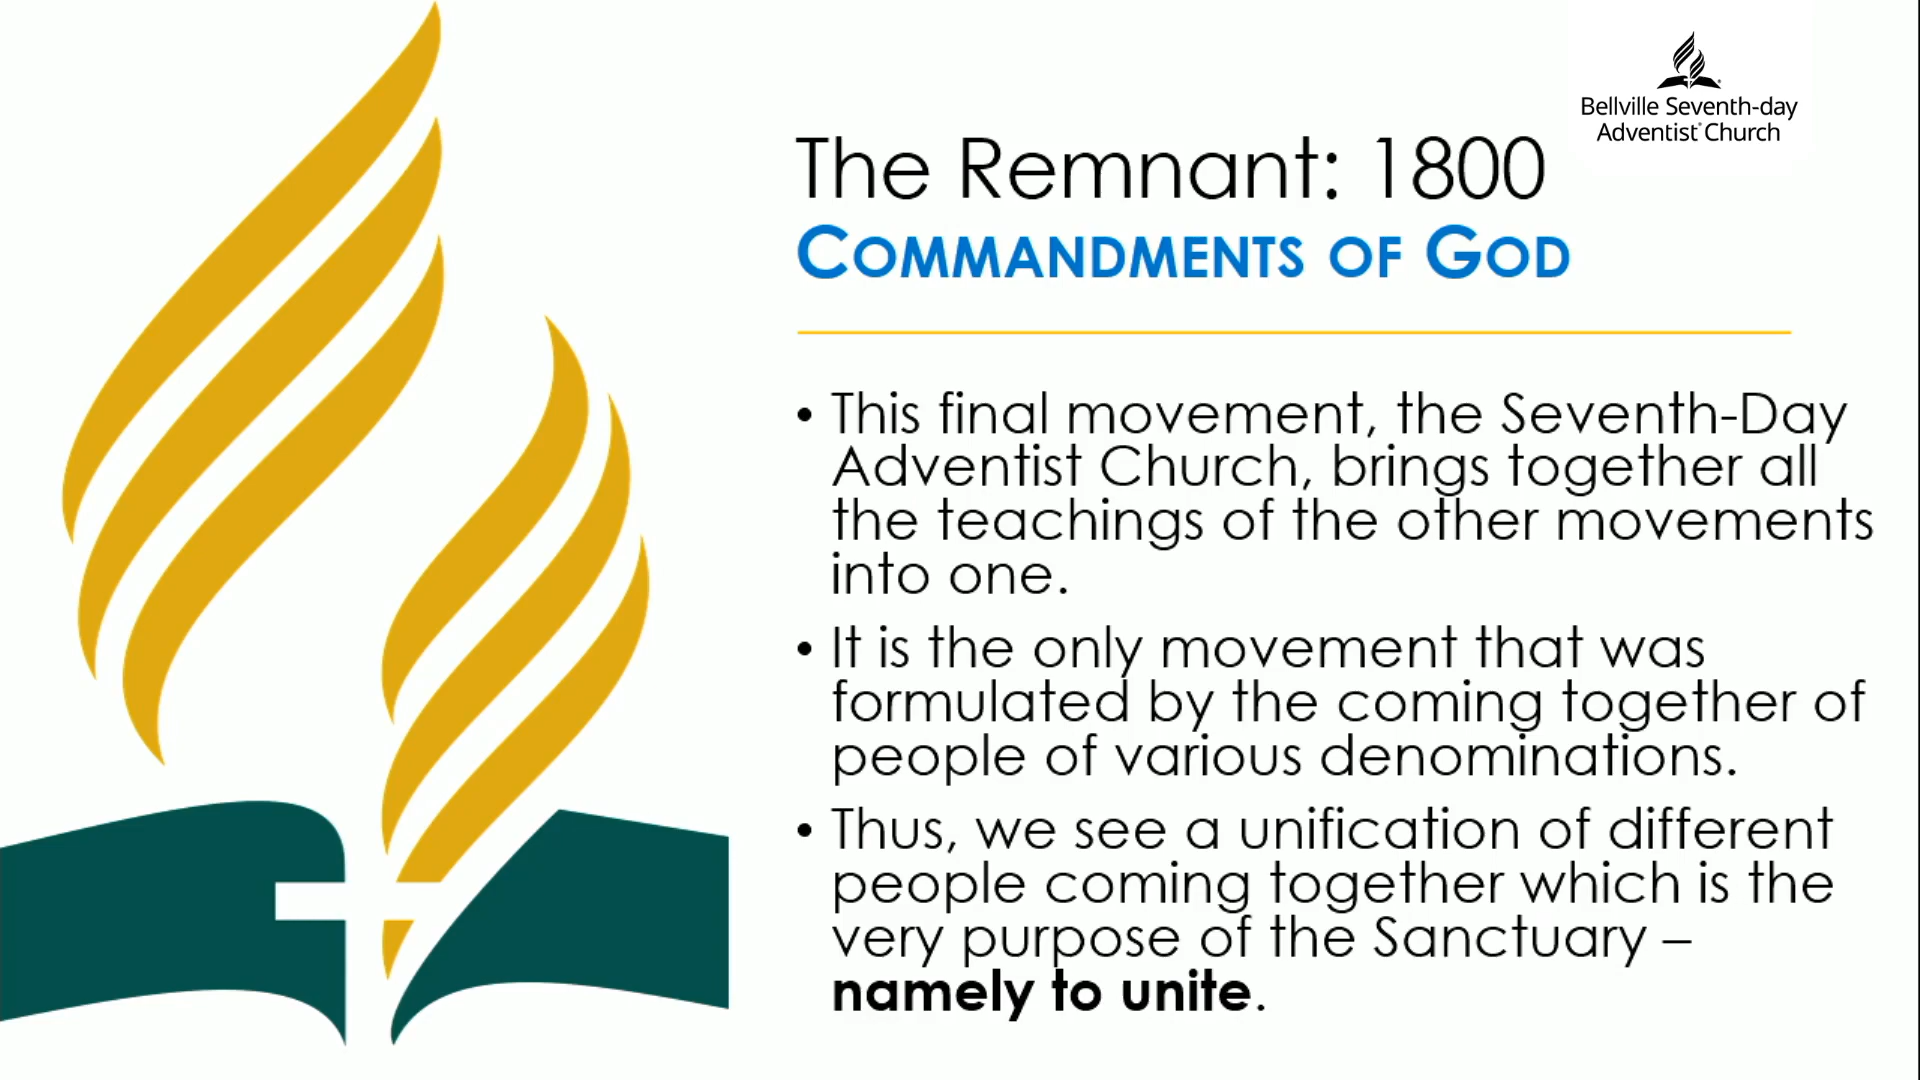 Bellville Seventh-day
Adventist® Church
The Remnant: 1800
COMMANDMENTS OF GOD
• This final movement, the Seventh-Day
Adventist Church, brings together all
the teachings of the other movements
into one.
• It is the only movement that was
formulated by the coming together of
people of various denominations.
• Thus, we see a unification of different
people coming together which is the
very purpose of the Sanctuary –
namely to unite.